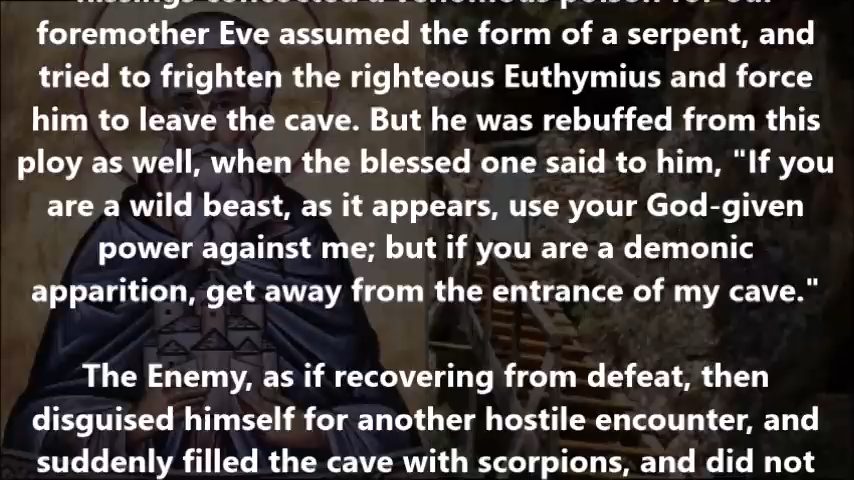 foremother Eve assumed the form of a serpent, and
tried to frighten the righteous Euthymius and force
him to leave the cave. But he was rebuffed from this
ploy as well, when the blessed one said to him, "If you
are a wild beast, as it appears, use your God-given
power against me; but if you are a demonic
apparition, get away from the entrance of my cave."
The Enemy, as if recovering from defeat, then
disguised himself for another hostile encounter, and
suddenly filled the cave with scorpions, and did not